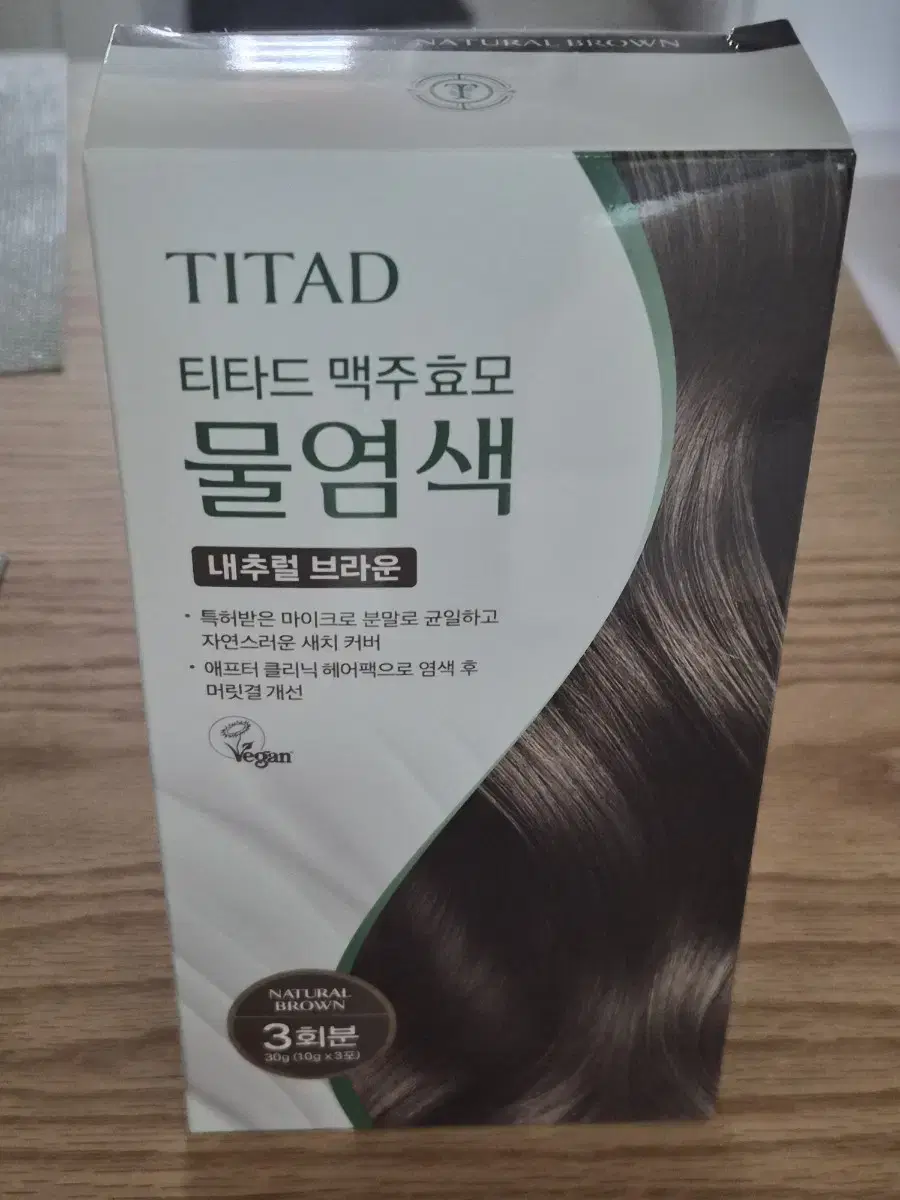 NATURAL BROWN
TITAD
티타드 맥주효모
물염색
내추럴 브라운
• 특허받은 마이크로 분말로 균일하고
자연스러운 새치 커버
• 애프터 클리닉 헤어팩으로 염색 후
머릿결 개선
Vegan
NATURAL
BROWN
3회분
30g (10g x 3포)